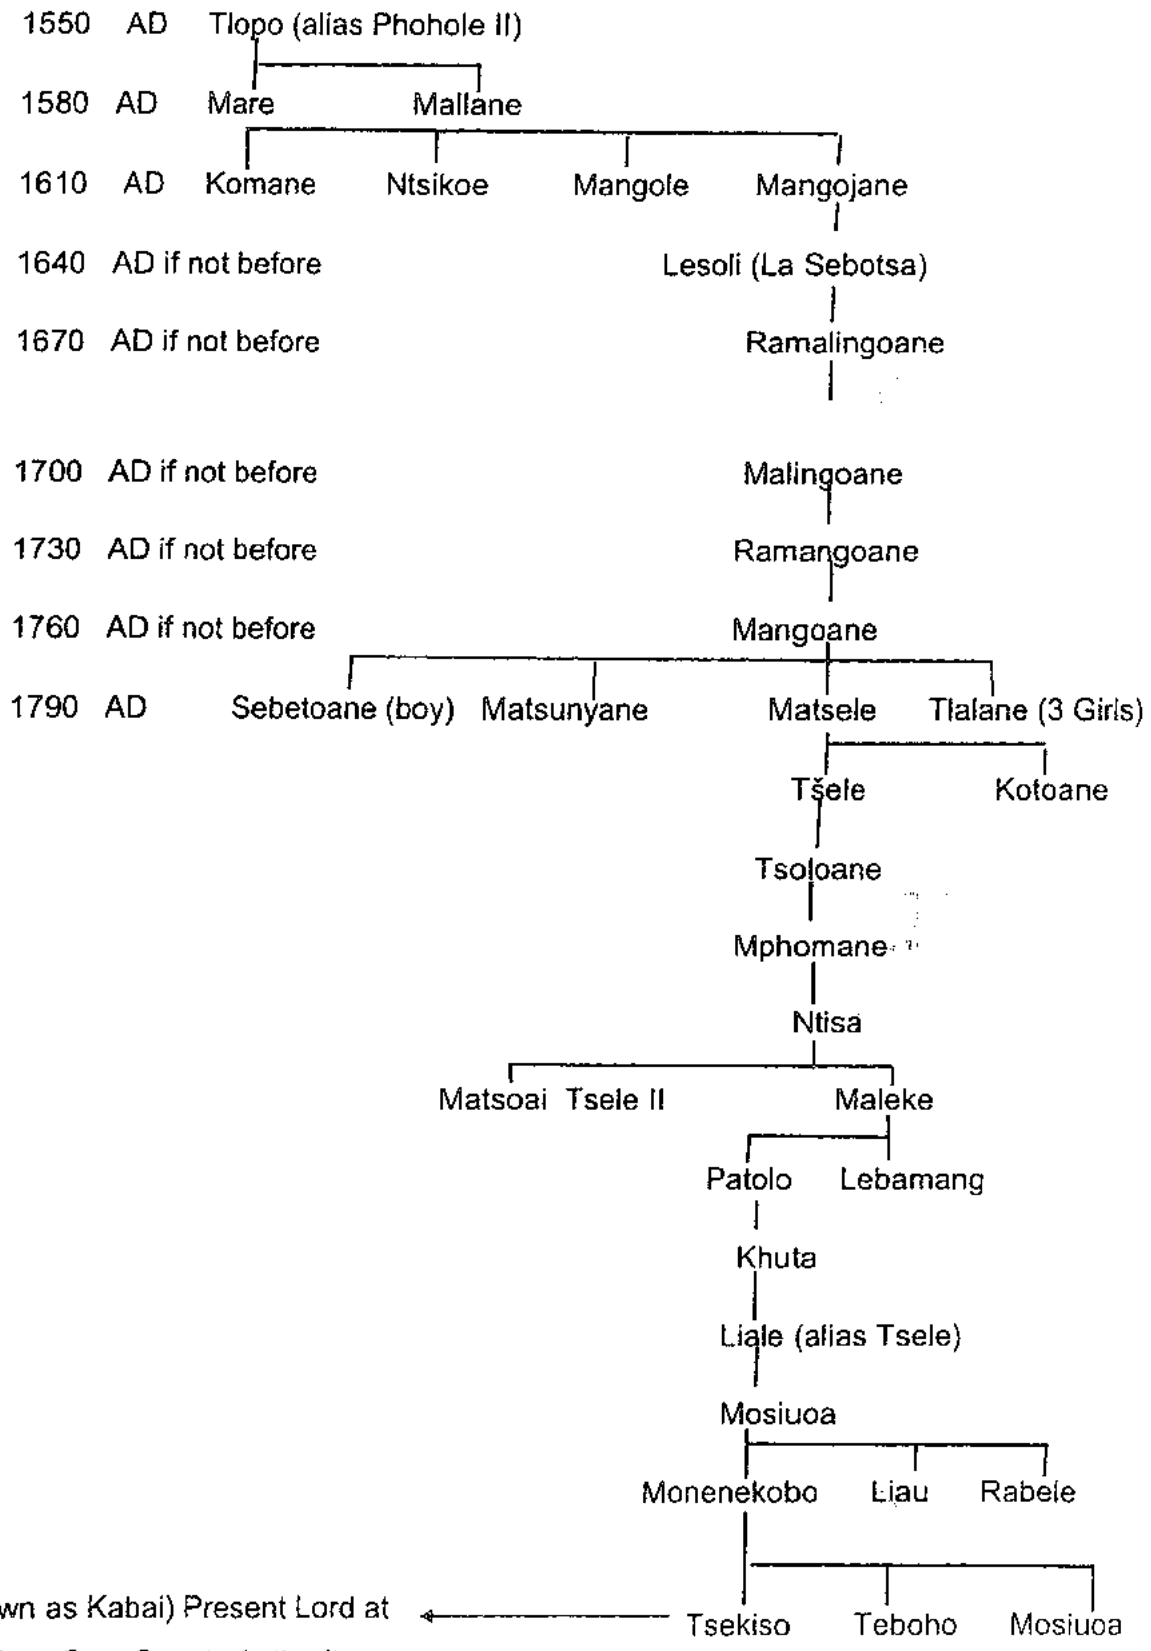 1550 AD Tlopo (alias Phohole II)
1580 AD Mare Mallane
1610 AD Komane Ntsikoe Mangole Mangojane
1640 AD if not before Lesoli (La Sebotsa)
1670 AD if not before Ramalingoane
1700 AD if not before Malingoane
1730 AD if not before Ramangoane
1760 AD if not before Mangoane
1790 AD Sebetoane (boy) Matsunyane Matsele Tlalane (3 Girls)
Tšele Kotoane
Tsoloane
Mphomane
Ntisa
Matsoai Tsele II Maleke
Patolo Lebamang
Khuta
Liale (alias Tsele)
Mosiuoa
Monenekobo Liau Rabele
wn as Kabai) Present Lord at Tsekiso Teboho Mosiuoa